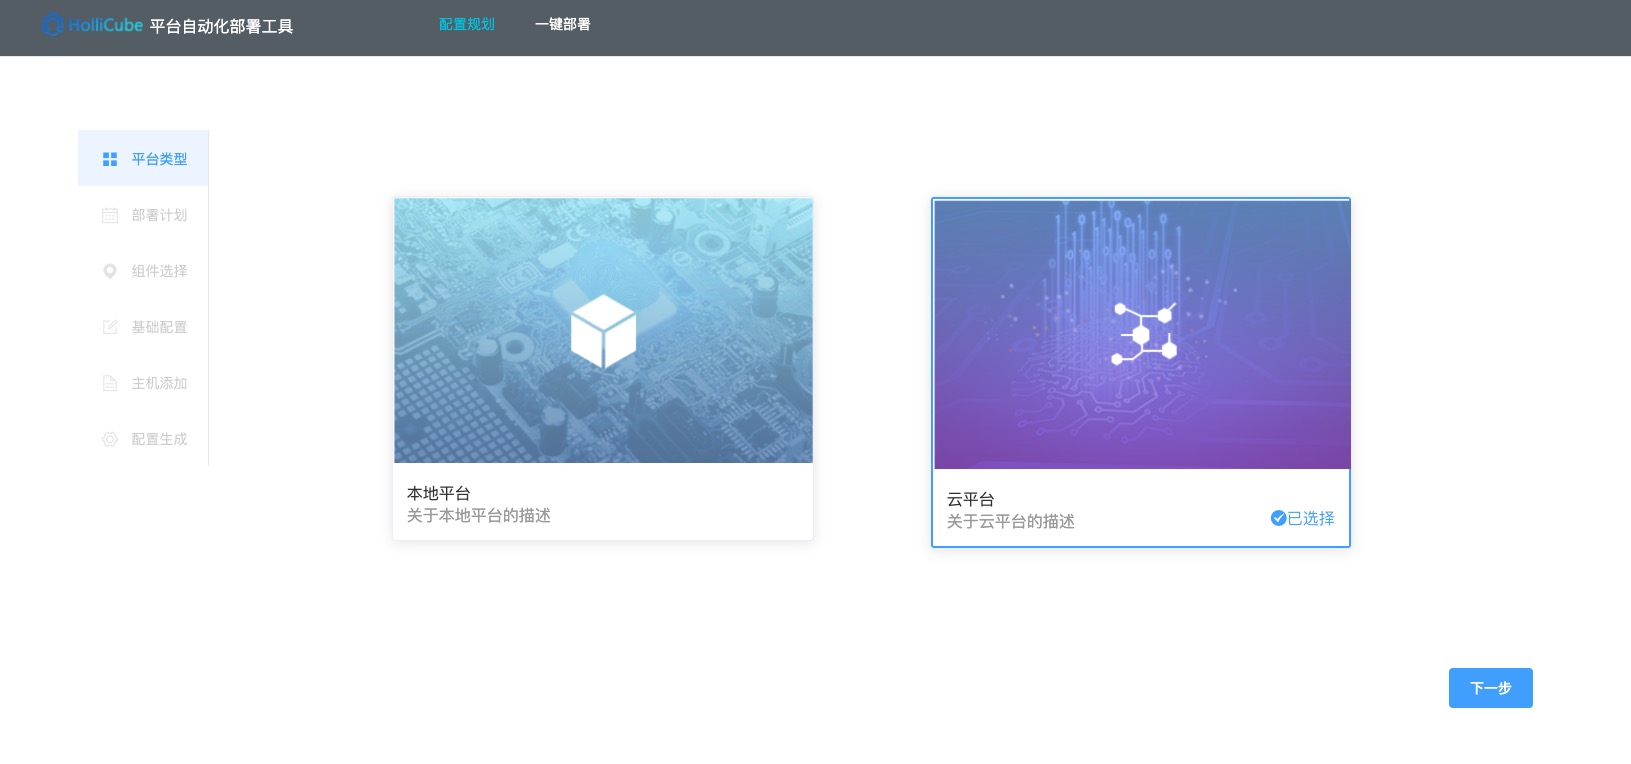 HolliCube 平台自动化部署工具 配置规划 一键部署
平台类型
部署计划
组件选择
基础配置
主机添加
配置生成
本地平台
关于本地平台的描述
云平台
关于云平台的描述
已选择
下一步